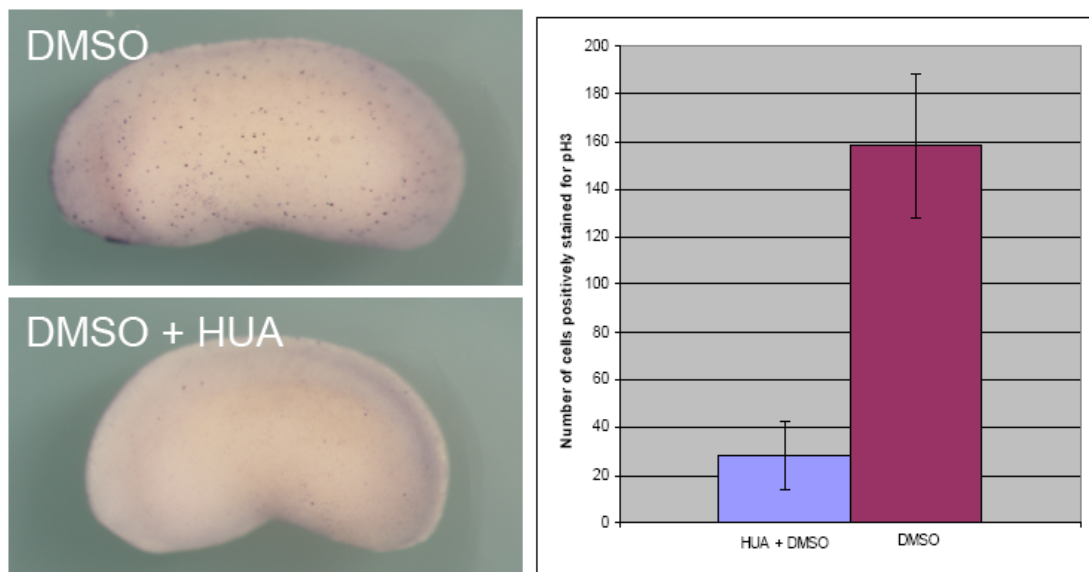 DMSO
DMSO + HUA
Number of cells positively stained for pH3
200
180
160
140
120
100
80
60
40
20
0
HUA + DMSO
DMSO